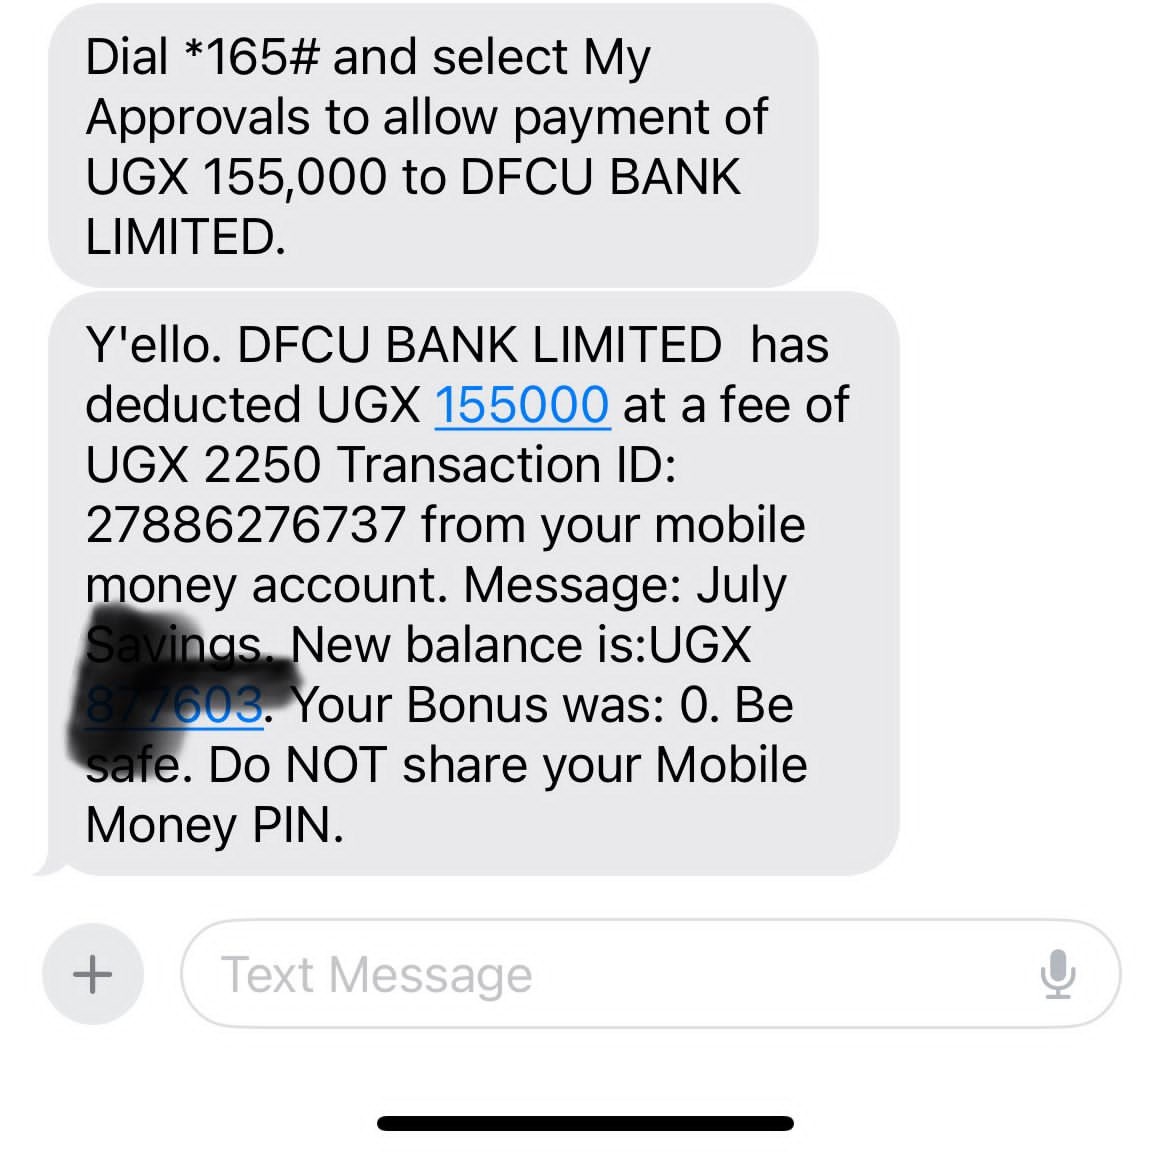 Dial *165# and select My
Approvals to allow payment of
UGX 155,000 to DFCU BANK
LIMITED.
Y'ello. DFCU BANK LIMITED  has
deducted UGX 155000 at a fee of
UGX 2250 Transaction ID:
27886276737 from your mobile
money account. Message: July
Savings. New balance is:UGX
Your Bonus was: 0. Be
safe. Do NOT share your Mobile
Money PIN.
Text Message